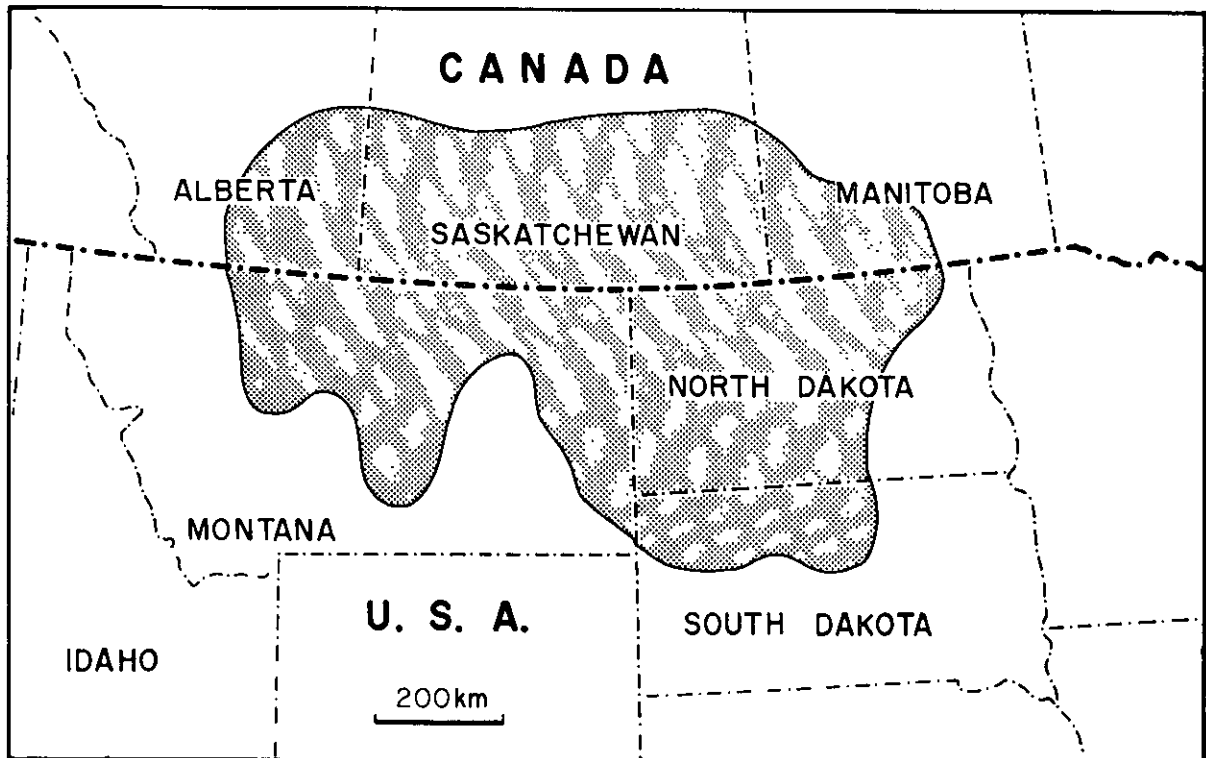 CANADA
ALBERTA
MANITOBA
SASKATCHEWAN
NORTH DAKOTA
MONTANA
U. S. A.
SOUTH DAKOTA
IDAHO
200km